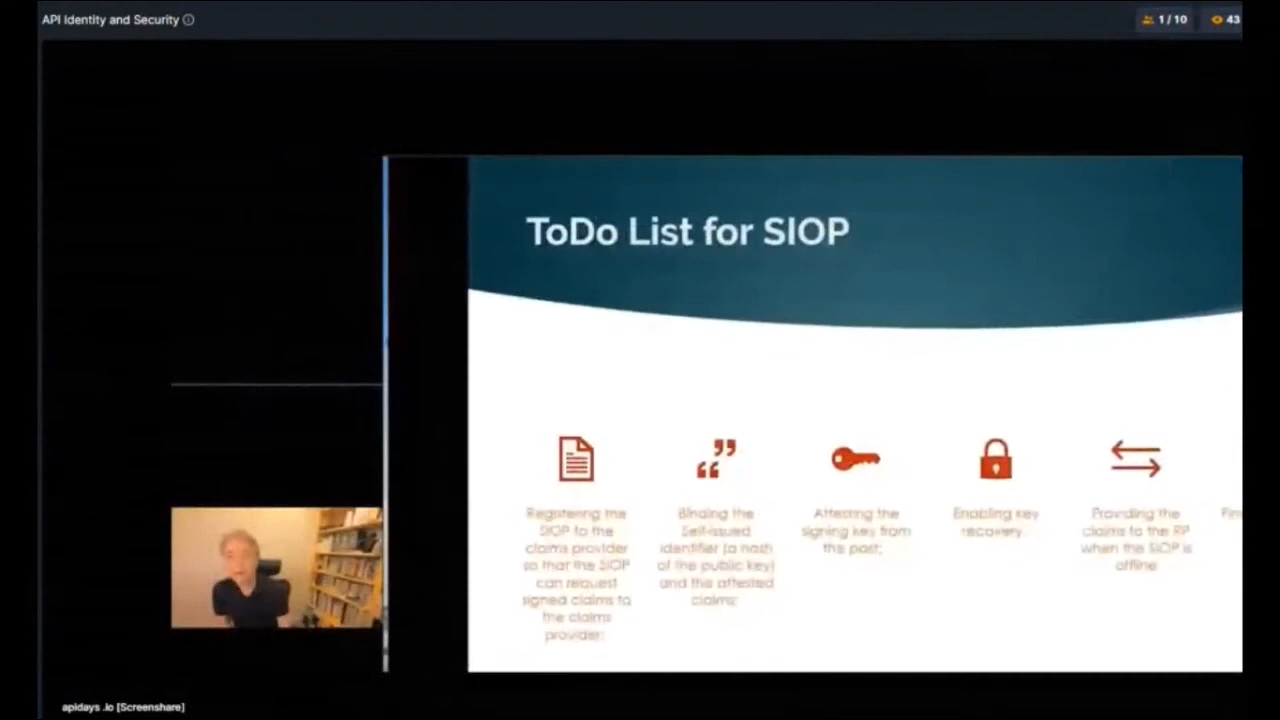 API Identity and Security
1 / 10
43
ToDo List for SIOP
Registering the
SIOP to the
claims provider
so that the SIOP
can request
signed claims to
the claims
provider;
Binding the
Self-issued
identifier (a hash
of the public key)
and the attested
claims;
Attesting the
signing key from
the past;
Enabling key
recovery.
Providing the
claims to the RP
when the SIOP is
offline
apidays .io [Screenshare]